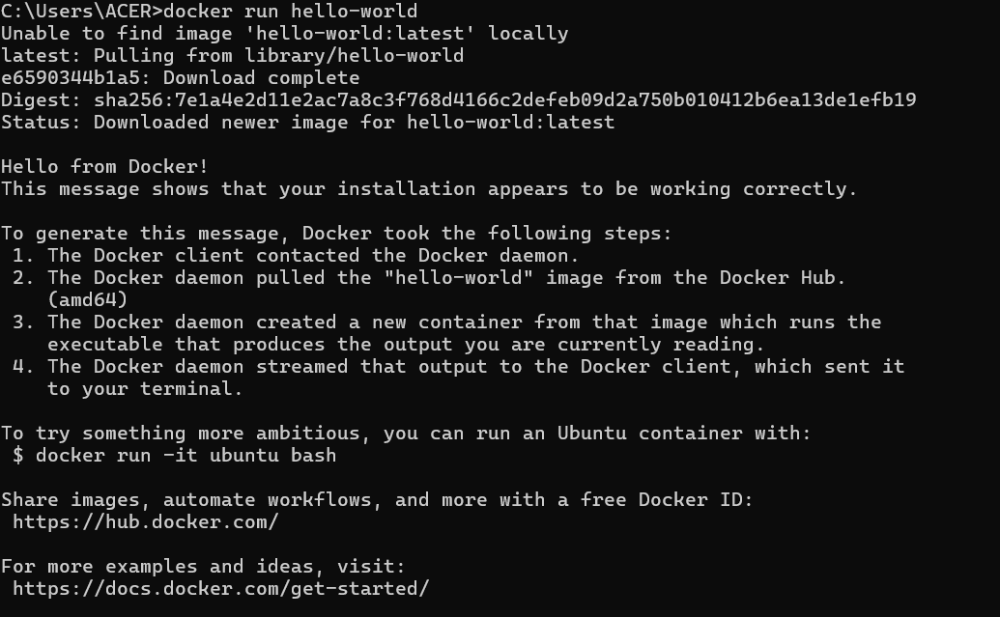 C:\Users\ACER>docker run hello-world
Unable to find image 'hello-world:latest' locally
latest: Pulling from library/hello-world
e6590344b1a5: Download complete
Digest: sha256:7e1a4e2d11e2ac7a8c3f768d4166c2defeb09d2a750b010412b6ea13de1efb19
Status: Downloaded newer image for hello-world:latest

Hello from Docker!
This message shows that your installation appears to be working correctly.

To generate this message, Docker took the following steps:
 1. The Docker client contacted the Docker daemon.
 2. The Docker daemon pulled the "hello-world" image from the Docker Hub.
    (amd64)
 3. The Docker daemon created a new container from that image which runs the
    executable that produces the output you are currently reading.
 4. The Docker daemon streamed that output to the Docker client, which sent it
    to your terminal.

To try something more ambitious, you can run an Ubuntu container with:
 $ docker run -it ubuntu bash

Share images, automate workflows, and more with a free Docker ID:
 https://hub.docker.com/

For more examples and ideas, visit:
 https://docs.docker.com/get-started/